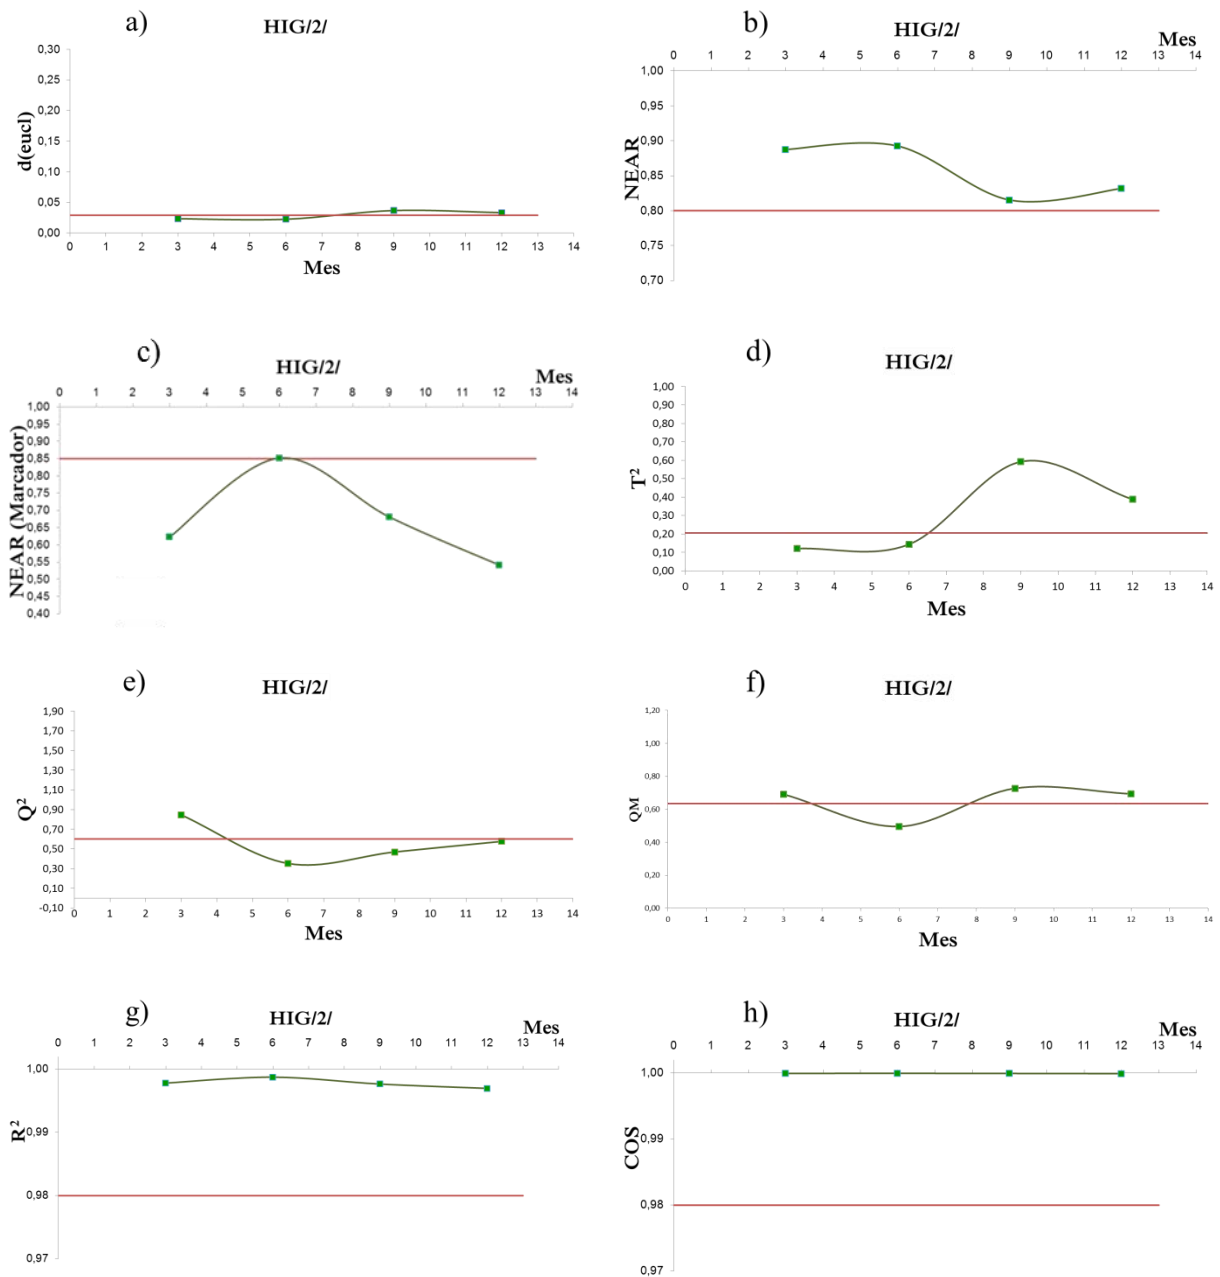 a)
HIG/2/
0,30
0,25
0,20
0,15
0,10
0,05
0,00
d(eucl)
0 1 2 3 4 5 6 7 8 9 10 11 12 13 14
Mes
b)
HIG/2/
Mes
0 1 2 3 4 5 6 7 8 9 10 11 12 13 14
1,00
0,95
0,90
0,85
0,80
0,75
0,70
NEAR
c)
HIG/2/
Mes
0 1 2 3 4 5 6 7 8 9 10 11 12 13 14
1,00
0,95
0,90
0,85
0,80
0,75
0,70
0,65
0,60
0,55
0,50
0,45
0,40
NEAR (Marcador)
d)
HIG/2/
1,00
0,90
0,80
0,70
0,60
0,50
0,40
0,30
0,20
0,10
0,00
T²
0 1 2 3 4 5 6 7 8 9 10 11 12 13 14
Mes
e)
HIG/2/
1,90
1,70
1,50
1,30
1,10
0,90
0,70
0,50
0,30
0,10
-0,10
Q²
0 1 2 3 4 5 6 7 8 9 10 11 12 13 14
Mes
f)
HIG/2/
1,20
1,00
0,80
0,60
0,40
0,20
0,00
QM
0 1 2 3 4 5 6 7 8 9 10 11 12 13 14
Mes
g)
HIG/2/
Mes
0 1 2 3 4 5 6 7 8 9 10 11 12 13 14
1,00
0,99
0,98
0,97
R²
h)
HIG/2/
Mes
0 1 2 3 4 5 6 7 8 9 10 11 12 13 14
1,00
0,99
0,98
0,97
COS